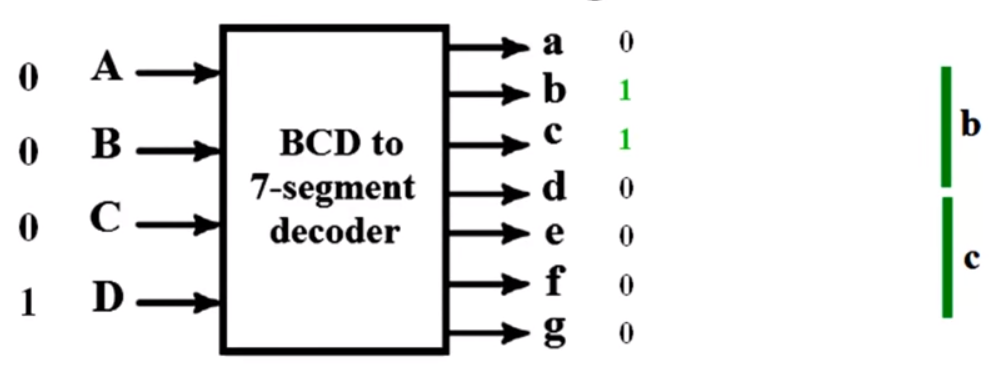 0 A a 0
b 1 b
0 B BCD to c 1
7-segment d 0
0 C decoder e 0 c
1 D f 0
g 0